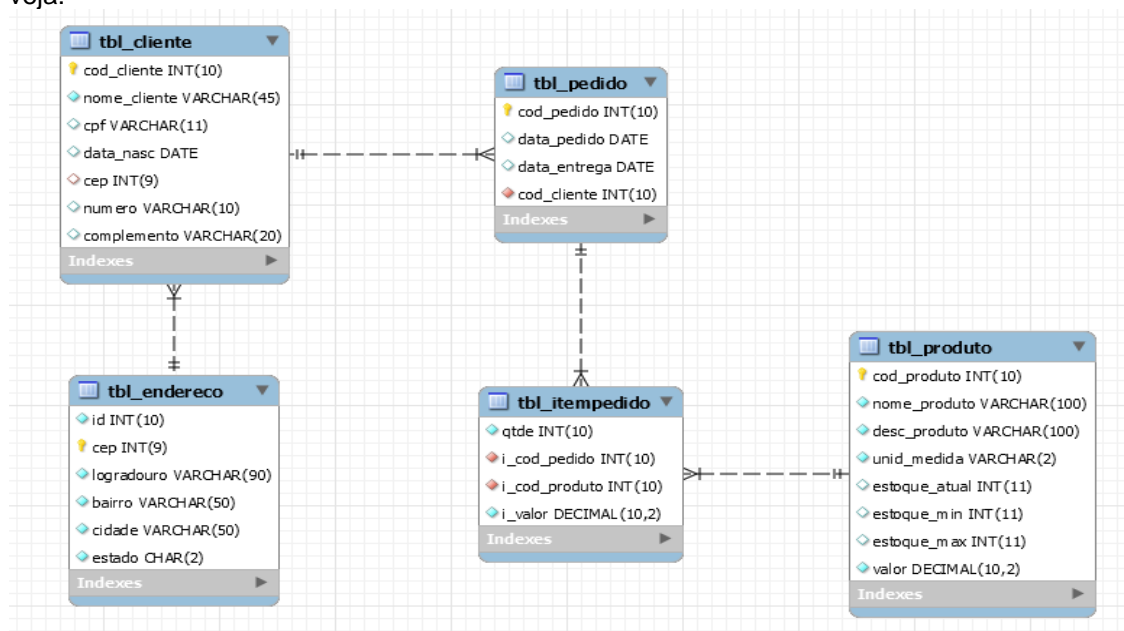 veja:
tbl_cliente
cod_cliente INT(10)
nome_cliente VARCHAR(45)
cpf VARCHAR(11)
data_nasc DATE
cep INT(9)
numero VARCHAR(10)
complemento VARCHAR(20)
Indexes
tbl_pedido
cod_pedido INT(10)
data_pedido DATE
data_entrega DATE
cod_cliente INT(10)
Indexes
tbl_endereco
id INT(10)
cep INT(9)
logradouro VARCHAR(90)
bairro VARCHAR(50)
cidade VARCHAR(50)
estado CHAR(2)
Indexes
tbl_itempedido
qtde INT(10)
i_cod_pedido INT(10)
i_cod_produto INT(10)
i_valor DECIMAL(10,2)
Indexes
tbl_produto
cod_produto INT(10)
nome_produto VARCHAR(100)
desc_produto VARCHAR(100)
unid_medida VARCHAR(2)
estoque_atual INT(11)
estoque_min INT(11)
estoque_max INT(11)
valor DECIMAL(10,2)
Indexes